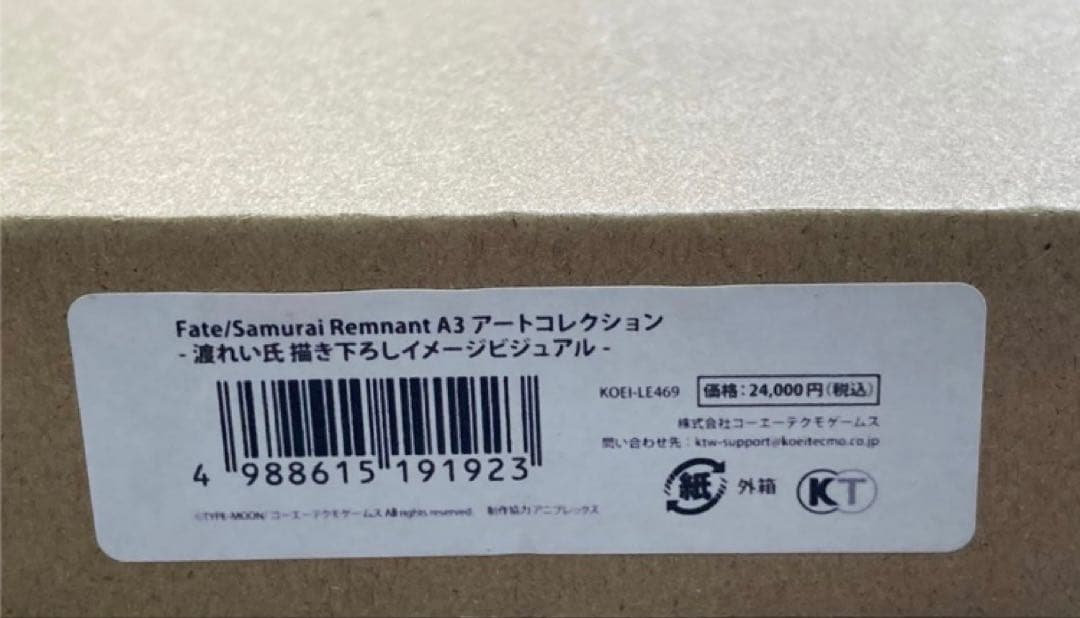 Fate/Samurai Remnant A3 アートコレクション
- 渡れい氏 描き下ろしイメージビジュアル -
KOEI-LE469 価格：24,000円（税込）
株式会社コーエーテクモゲームス
問い合わせ先：ktw-support@koeitecmo.co.jp
4 988615 191923
紙 外箱 KT
©TYPE-MOON/コーエーテクモゲームス All rights reserved. 制作協力 アニプレックス